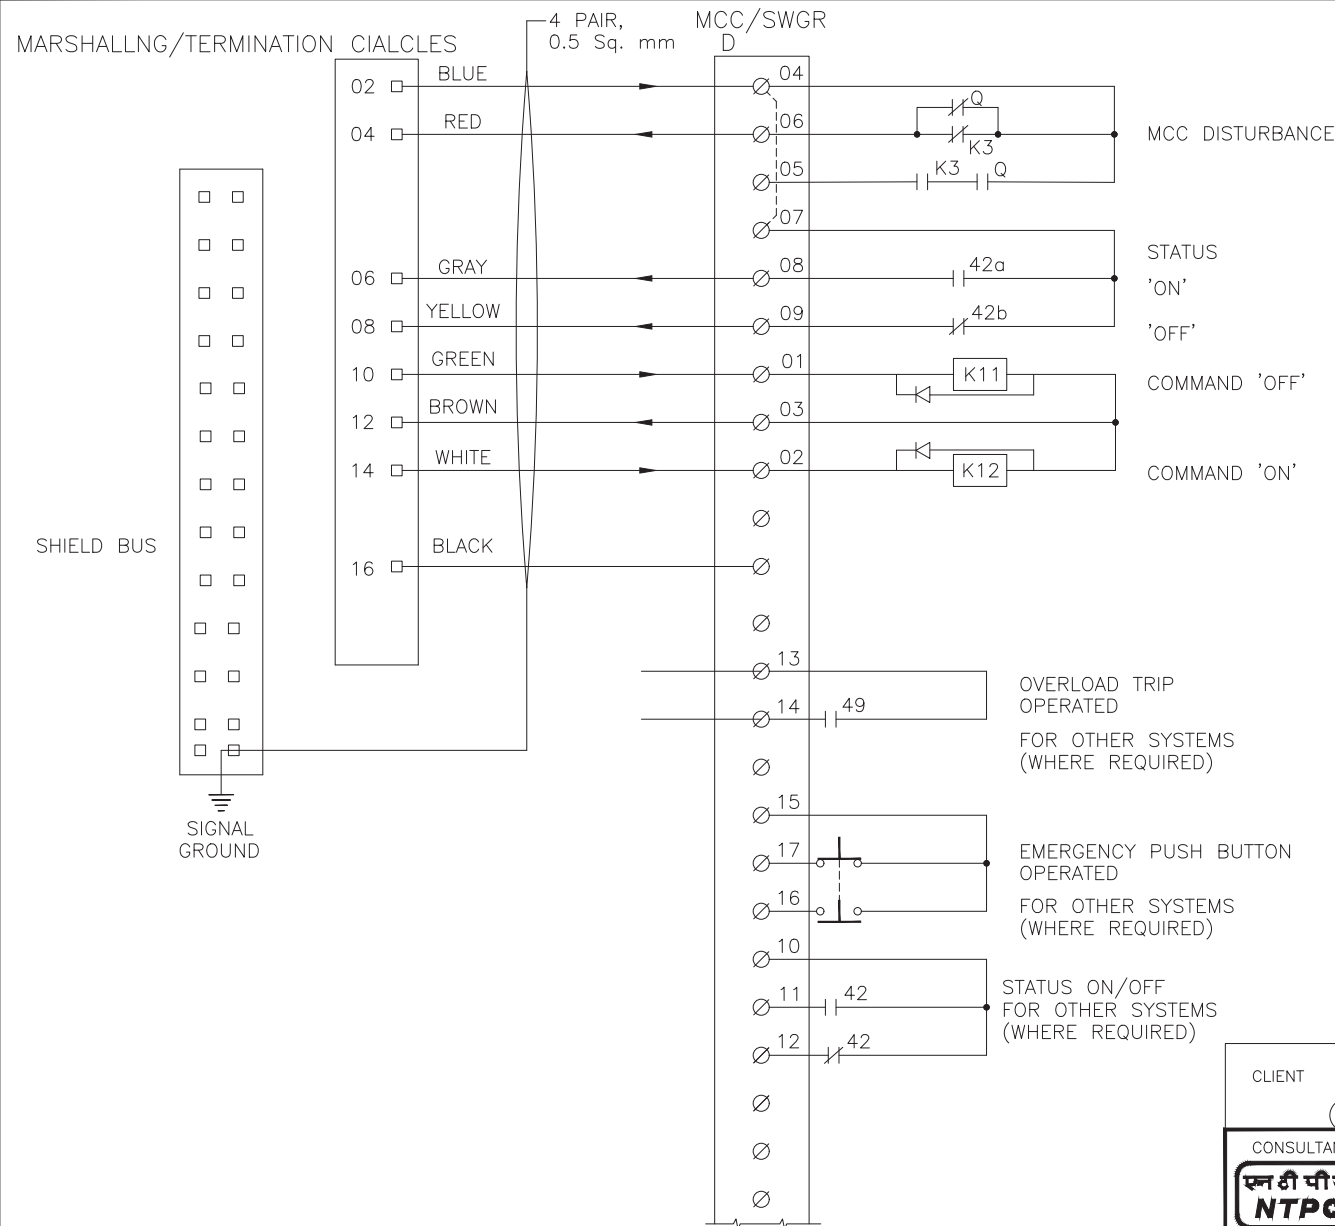 4 PAIR,
0.5 Sq. mm
MCC/SWGR
D
MARSHALLNG/TERMINATION CIALCLES
02 BLUE 04
04 RED 06
Q
K3
MCC DISTURBANCE
05 K3 Q
07
STATUS
06 GRAY 08 42a
'ON'
08 YELLOW 09 42b
'OFF'
10 GREEN 01 K11
COMMAND 'OFF'
12 BROWN 03
14 WHITE 02 K12
COMMAND 'ON'
SHIELD BUS
16 BLACK
13
14 49
OVERLOAD TRIP
OPERATED
FOR OTHER SYSTEMS
(WHERE REQUIRED)
SIGNAL
GROUND
15
17
16
EMERGENCY PUSH BUTTON
OPERATED
FOR OTHER SYSTEMS
(WHERE REQUIRED)
10
11 42
12 42
STATUS ON/OFF
FOR OTHER SYSTEMS
(WHERE REQUIRED)
CLIENT